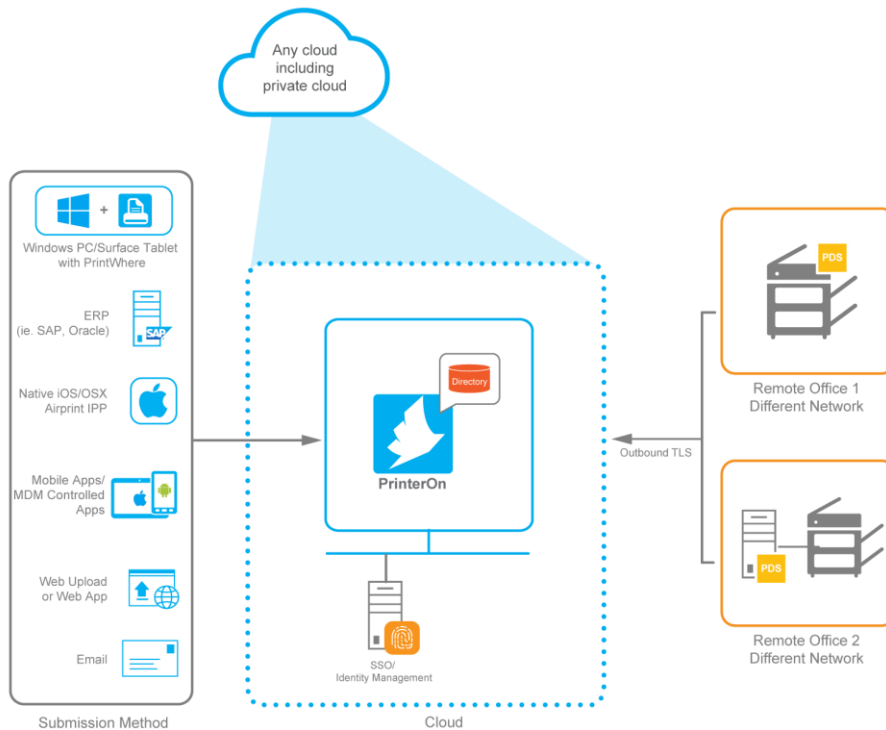 Any cloud
including
private cloud
+
Windows PC/Surface Tablet
with PrintWhere
ERP
(ie. SAP, Oracle)
SAP
Native iOS/OSX
Airprint IPP
Mobile Apps/
MDM Controlled
Apps
Web Upload
or Web App
Email
Submission Method
Directory
PrinterOn
SSO/
Identity Management
Cloud
Outbound TLS
PDS
Remote Office 1
Different Network
PDS
Remote Office 2
Different Network